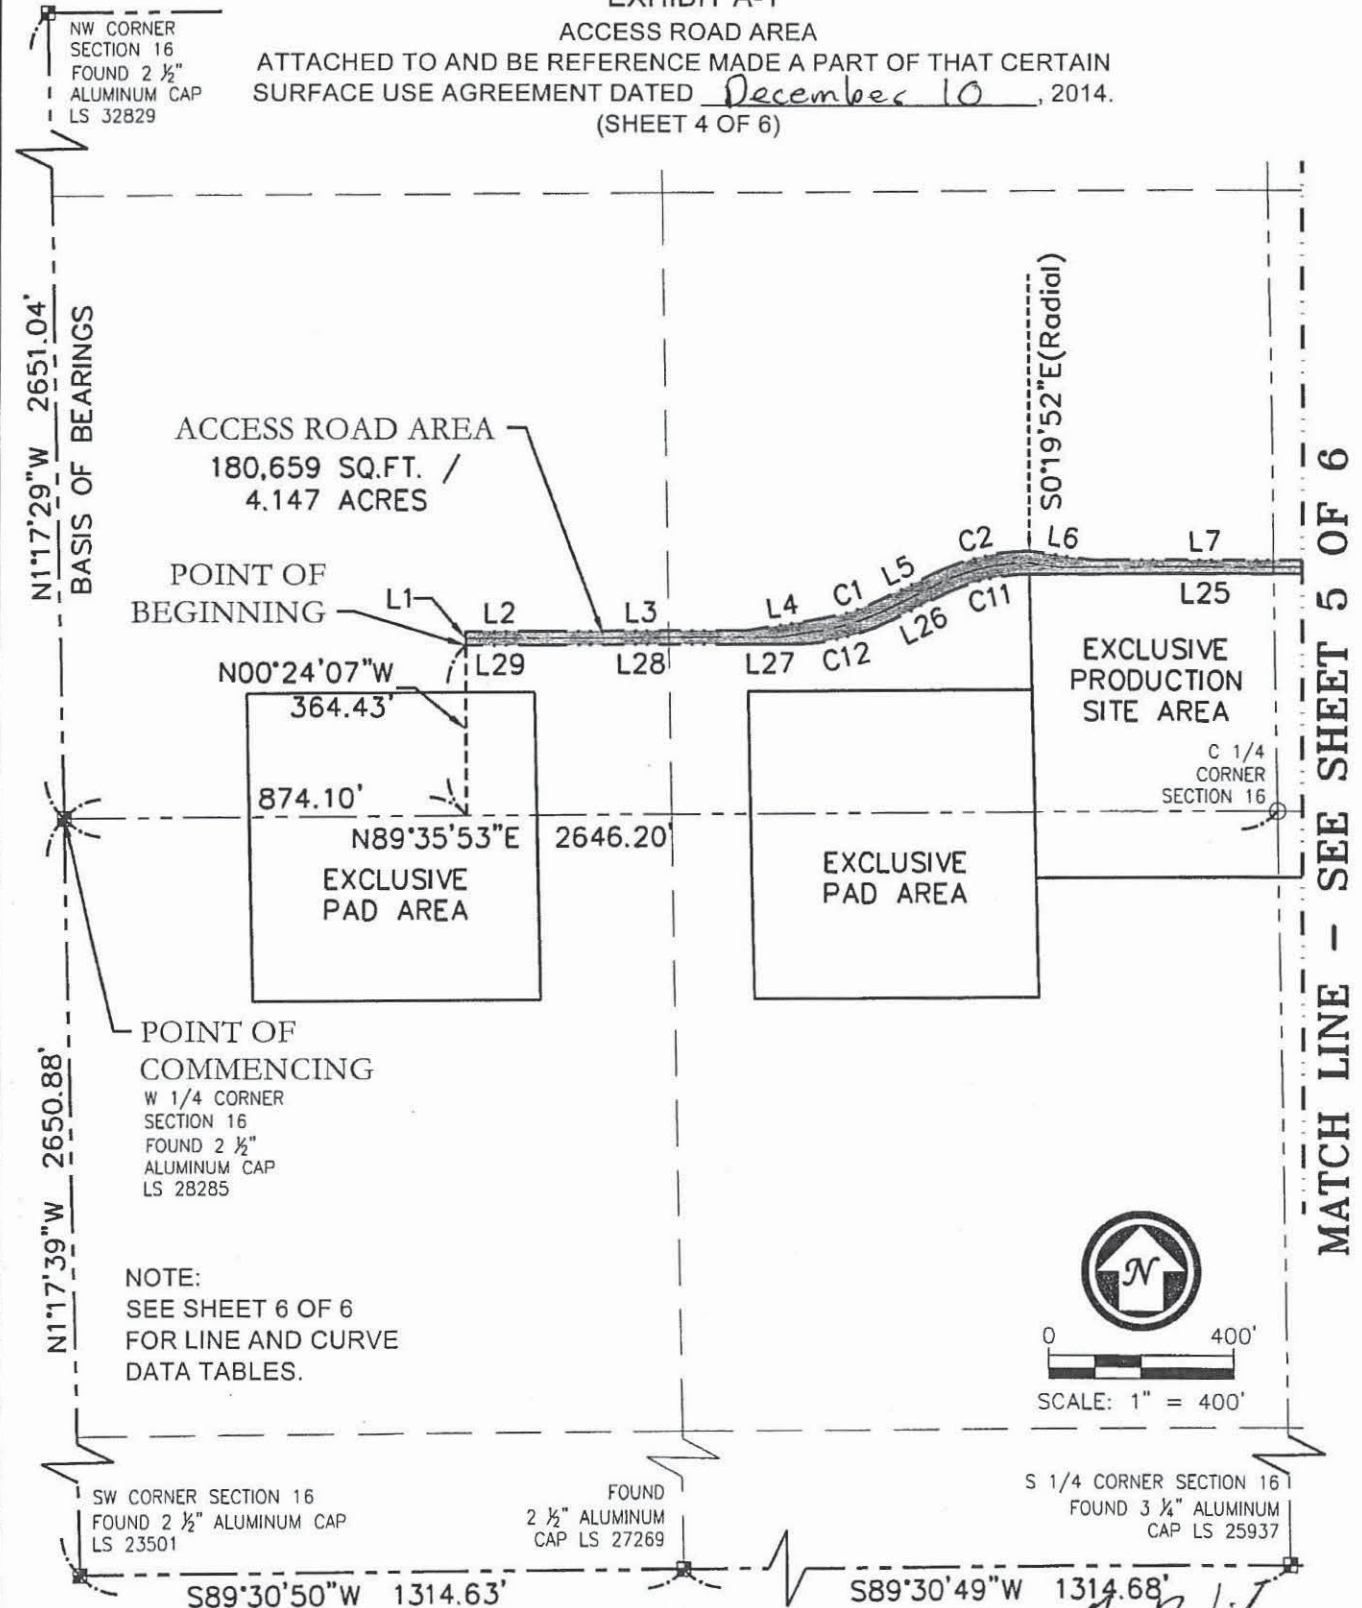 EXHIBIT A-1
ACCESS ROAD AREA
ATTACHED TO AND BE REFERENCE MADE A PART OF THAT CERTAIN
SURFACE USE AGREEMENT DATED December 10, 2014.
(SHEET 4 OF 6)
NW CORNER
SECTION 16
FOUND 2 ½"
ALUMINUM CAP
LS 32829
N1°17'29"W 2651.04'
BASIS OF BEARINGS
ACCESS ROAD AREA
180,659 SQ.FT. /
4.147 ACRES
S0°19'52"E(Radial)
POINT OF
BEGINNING
L1
L2
L3
L4
C1
L5
C2
L6
L7
L29
L28
L27
C12
L26
C11
L25
N00°24'07"W
364.43'
EXCLUSIVE
PRODUCTION
SITE AREA
C 1/4
CORNER
SECTION 16
874.10'
N89°35'53"E 2646.20'
EXCLUSIVE
PAD AREA
EXCLUSIVE
PAD AREA
MATCH LINE - SEE SHEET 5 OF 6
POINT OF
COMMENCING
W 1/4 CORNER
SECTION 16
FOUND 2 ½"
ALUMINUM CAP
LS 28285
N1°17'39"W 2650.88'
NOTE:
SEE SHEET 6 OF 6
FOR LINE AND CURVE
DATA TABLES.
N
0 400'
SCALE: 1" = 400'
SW CORNER SECTION 16
FOUND 2 ½" ALUMINUM CAP
LS 23501
FOUND
2 ½" ALUMINUM
CAP LS 27269
S 1/4 CORNER SECTION 16
FOUND 3 ¼" ALUMINUM
CAP LS 25937
S89°30'50"W 1314.63'
S89°30'49"W 1314.68'